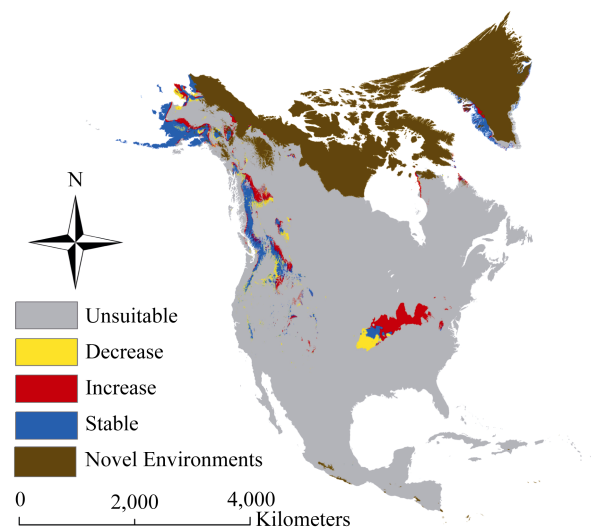 N
Unsuitable
Decrease
Increase
Stable
Novel Environments
0 2,000 4,000
Kilometers